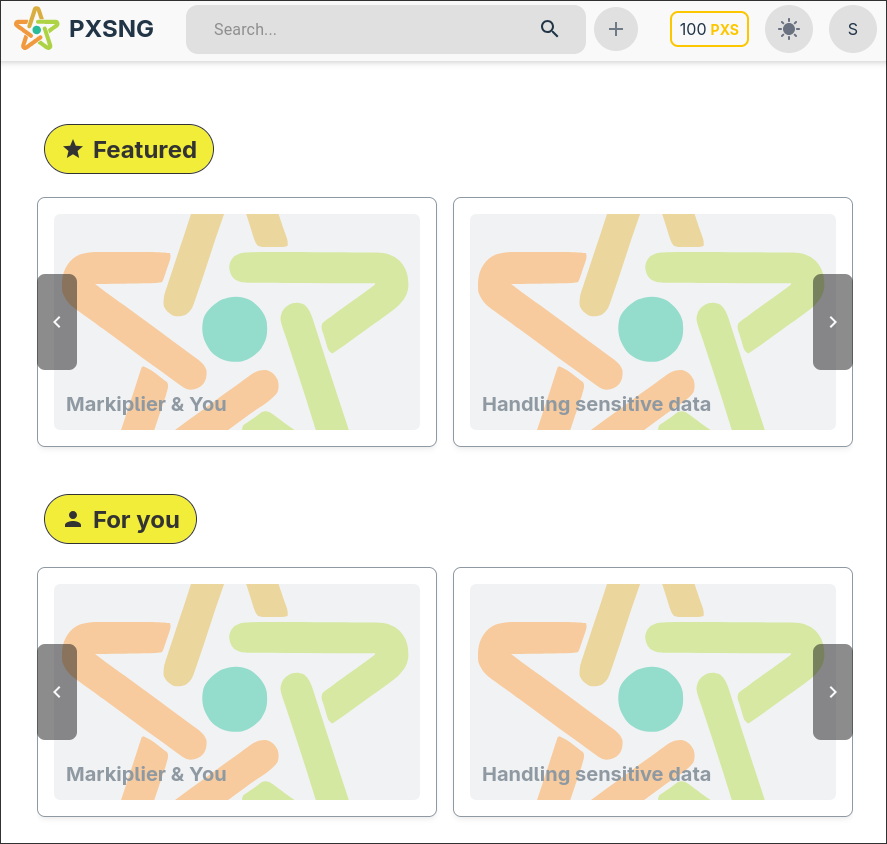 PXSNG
Search...
100 PXS
S
Featured
Markiplier & You
Handling sensitive data
For you
Markiplier & You
Handling sensitive data